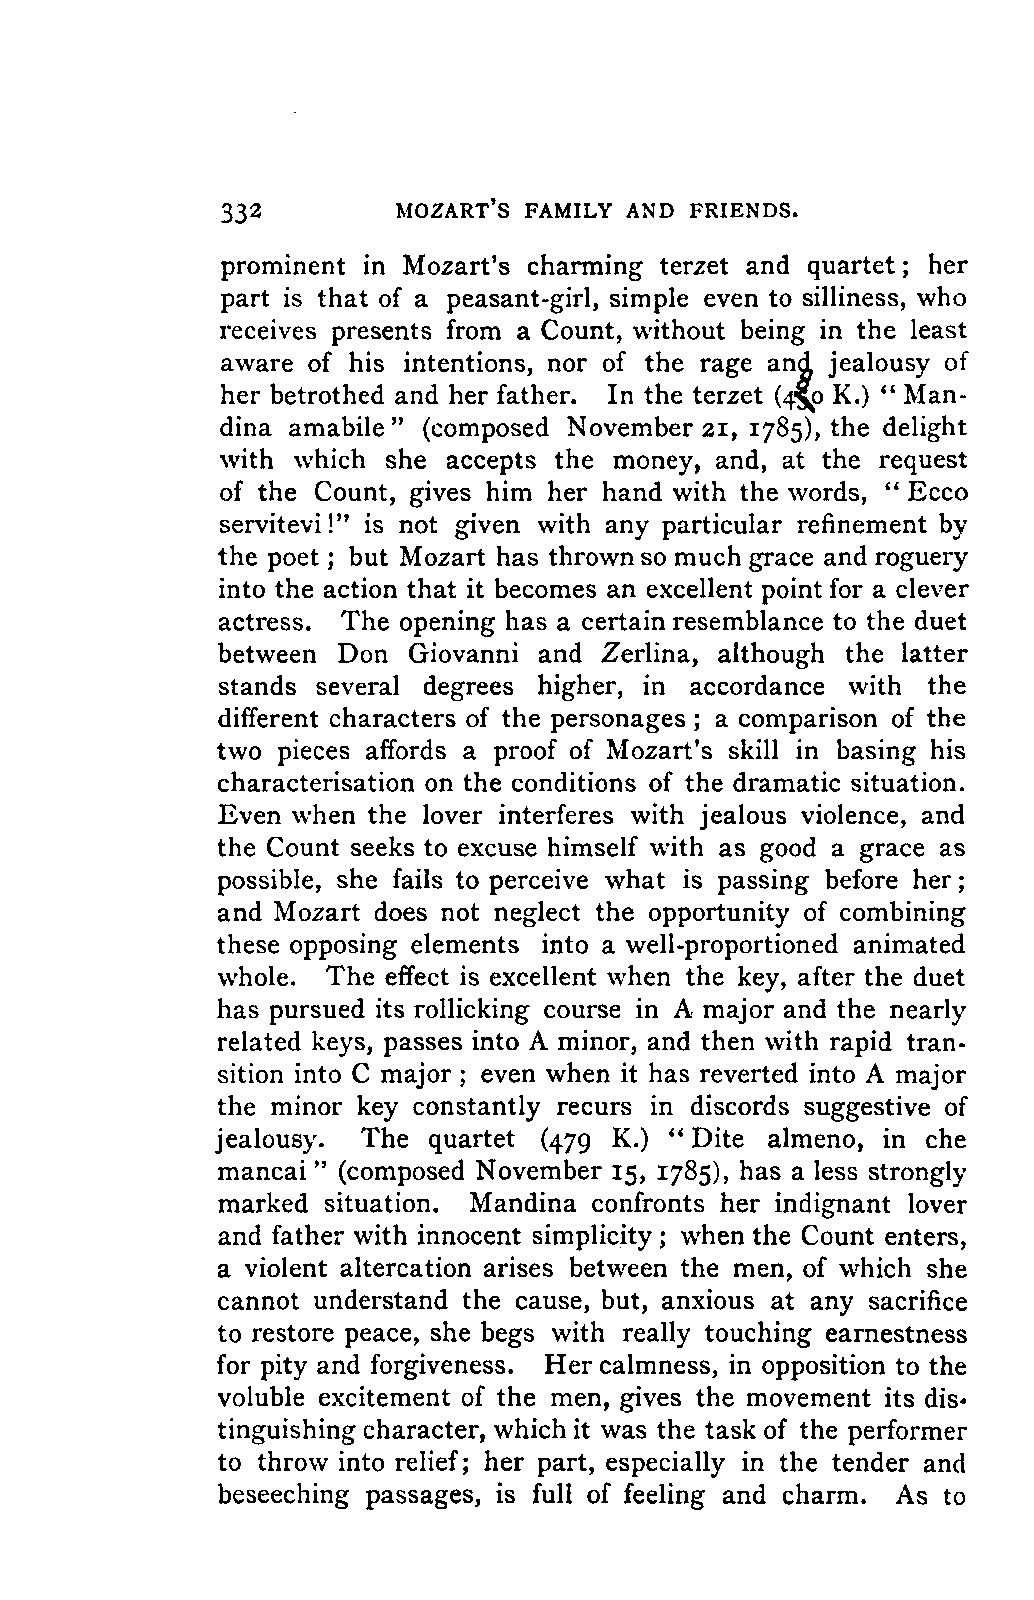 332 MOZART'S FAMILY AND FRIENDS.
prominent in Mozart's charming terzet and quartet; her
part is that of a peasant-girl, simple even to silliness, who
receives presents from a Count, without being in the least
aware of his intentions, nor of the rage and jealousy of
her betrothed and her father. In the terzet (480 K.) "Man-
dina amabile" (composed November 21, 1785), the delight
with which she accepts the money, and, at the request
of the Count, gives him her hand with the words, "Ecco
servitevi!" is not given with any particular refinement by
the poet; but Mozart has thrown so much grace and roguery
into the action that it becomes an excellent point for a clever
actress. The opening has a certain resemblance to the duet
between Don Giovanni and Zerlina, although the latter
stands several degrees higher, in accordance with the
different characters of the personages; a comparison of the
two pieces affords a proof of Mozart's skill in basing his
characterisation on the conditions of the dramatic situation.
Even when the lover interferes with jealous violence, and
the Count seeks to excuse himself with as good a grace as
possible, she fails to perceive what is passing before her;
and Mozart does not neglect the opportunity of combining
these opposing elements into a well-proportioned animated
whole. The effect is excellent when the key, after the duet
has pursued its rollicking course in A major and the nearly
related keys, passes into A minor, and then with rapid tran-
sition into C major; even when it has reverted into A major
the minor key constantly recurs in discords suggestive of
jealousy. The quartet (479 K.) "Dite almeno, in che
mancai" (composed November 15, 1785), has a less strongly
marked situation. Mandina confronts her indignant lover
and father with innocent simplicity; when the Count enters,
a violent altercation arises between the men, of which she
cannot understand the cause, but, anxious at any sacrifice
to restore peace, she begs with really touching earnestness
for pity and forgiveness. Her calmness, in opposition to the
voluble excitement of the men, gives the movement its dis-
tinguishing character, which it was the task of the performer
to throw into relief; her part, especially in the tender and
beseeching passages, is full of feeling and charm. As to